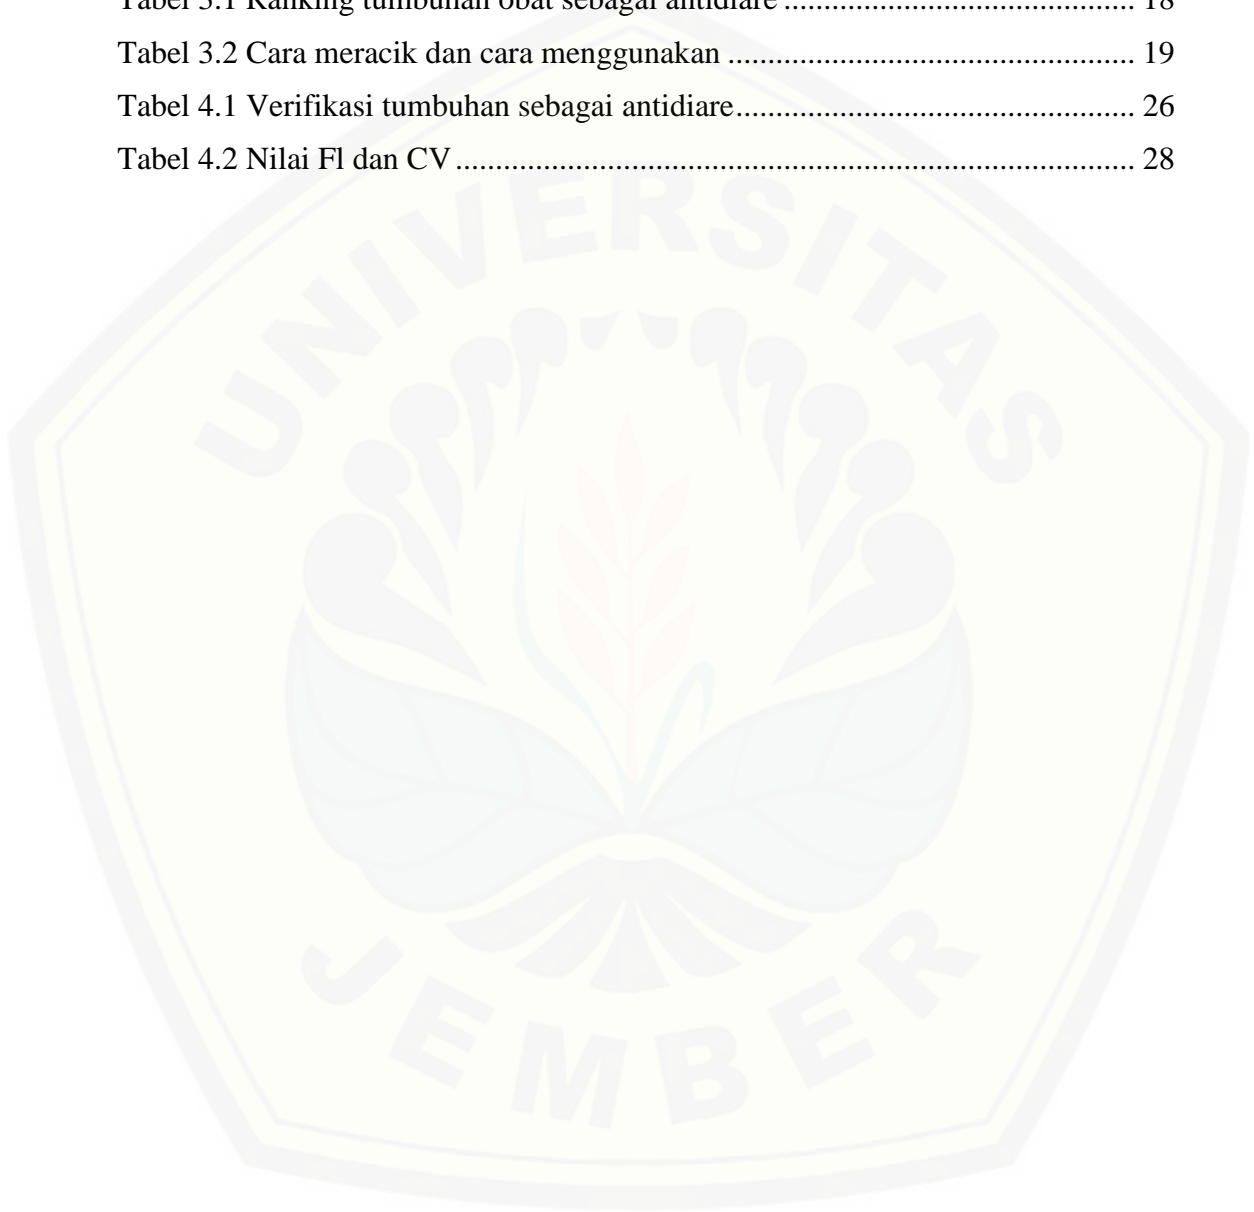 Tabel 3.1 Ranking tumbuhan obat sebagai antidiare ............................................ 18
Tabel 3.2 Cara meracik dan cara menggunakan ................................................... 19
Tabel 4.1 Verifikasi tumbuhan sebagai antidiare.................................................. 26
Tabel 4.2 Nilai Fl dan CV..................................................................................... 28
UNIVERSITAS
JEMBER